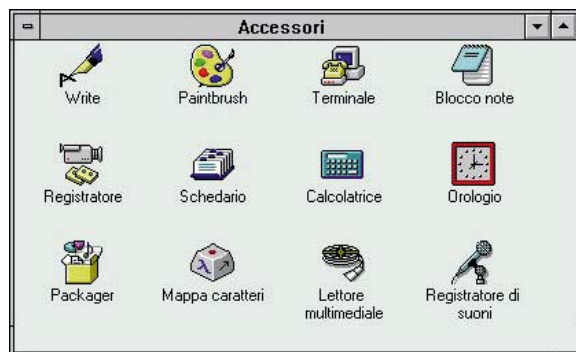 Accessori
Write
Paintbrush
Terminale
Blocco note
Registratore
Schedario
Calcolatrice
Orologio
Packager
Mappa caratteri
Lettore
multimediale
Registratore di
suoni